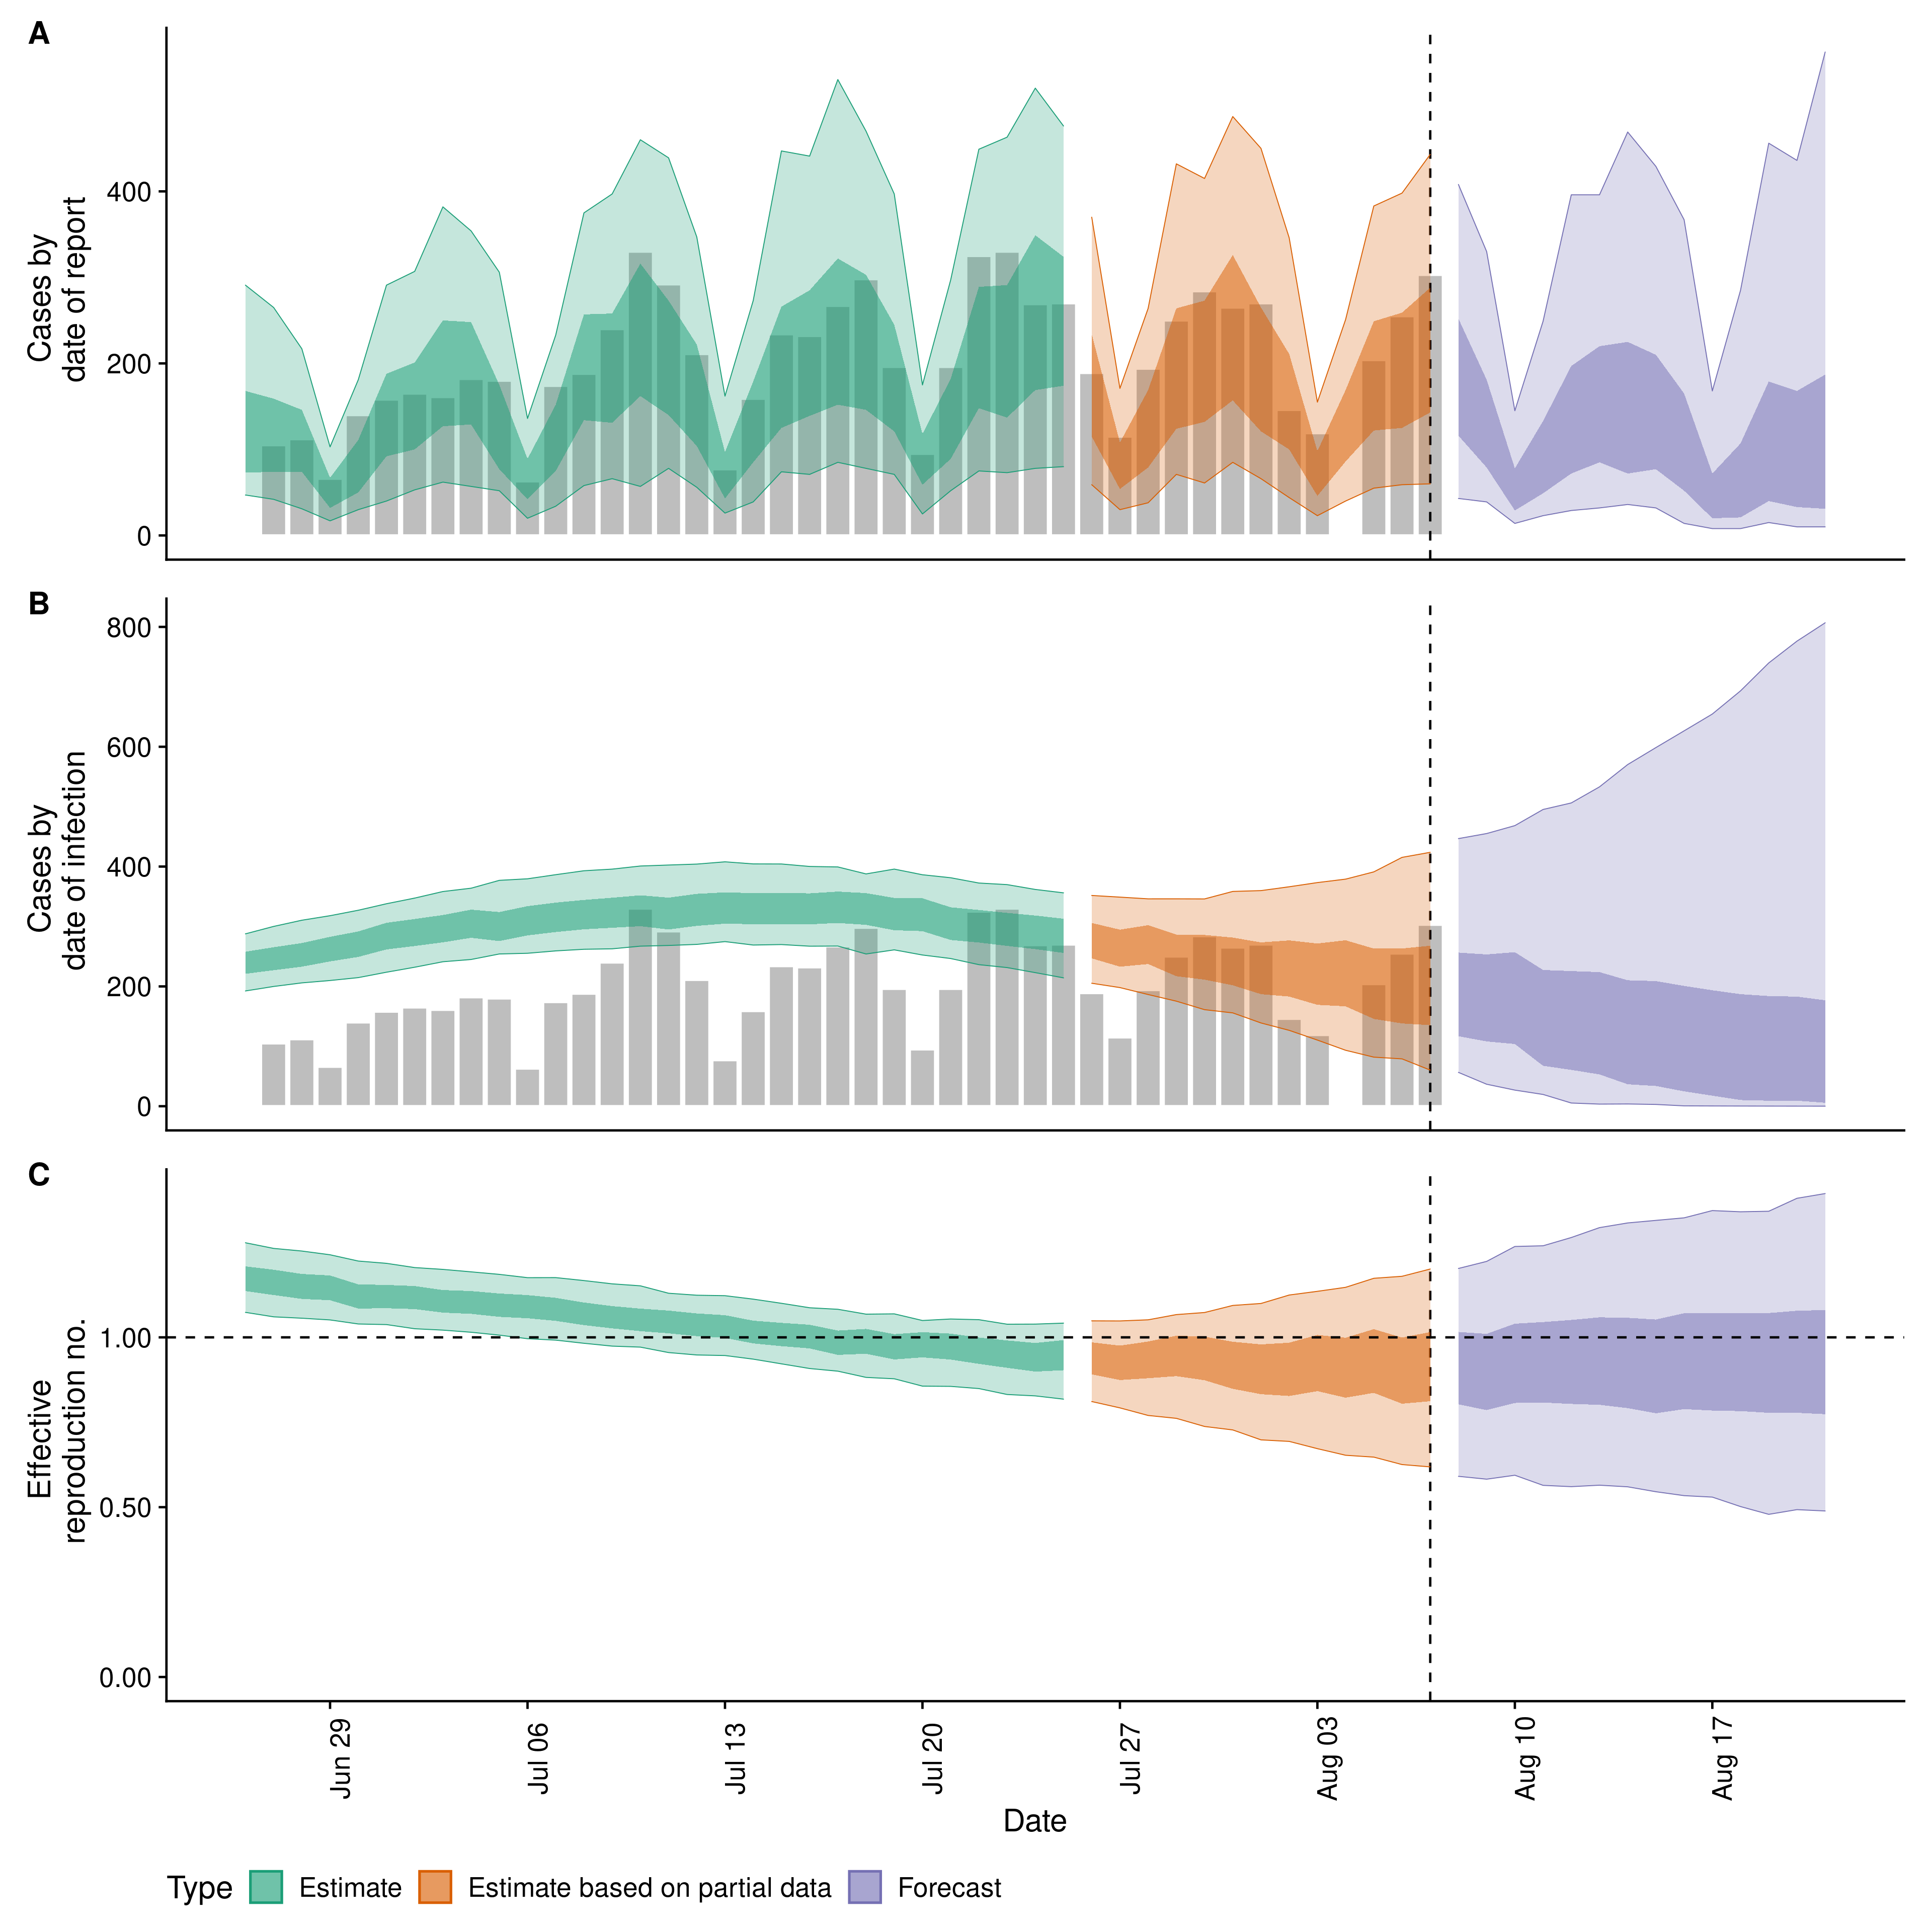 A
Cases by
date of report
400
200
0
B
Cases by
date of infection
800
600
400
200
0
C
Effective
reproduction no.
1.00
0.50
0.00
Jun 29
Jul 06
Jul 13
Jul 20
Jul 27
Aug 03
Aug 10
Aug 17
Date
Type Estimate Estimate based on partial data Forecast